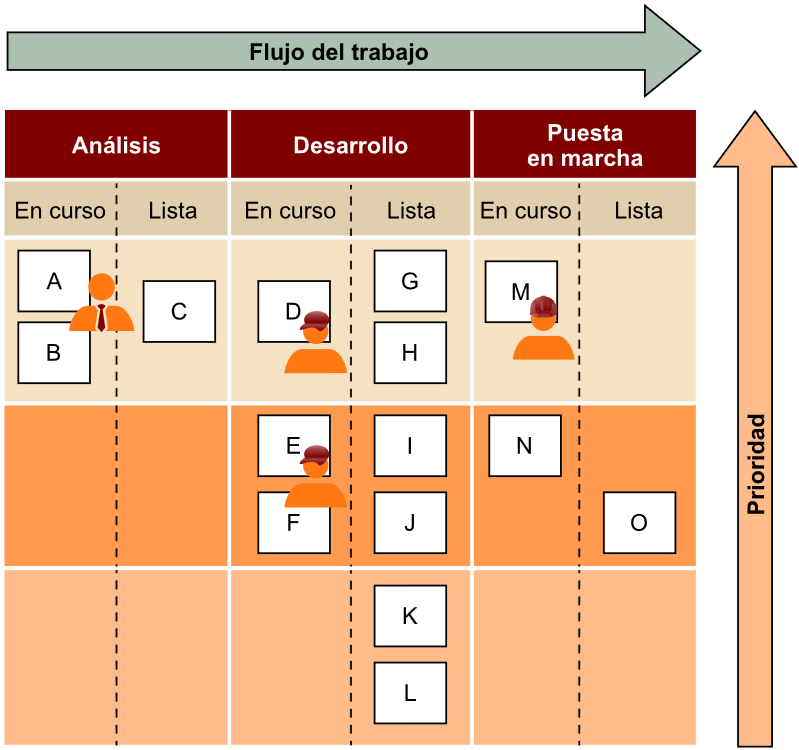 Flujo del trabajo
Análisis
Desarrollo
Puesta
en marcha
En curso
Lista
En curso
Lista
En curso
Lista
A
B
C
D
G
H
M
E
F
I
J
N
O
K
L
Prioridad